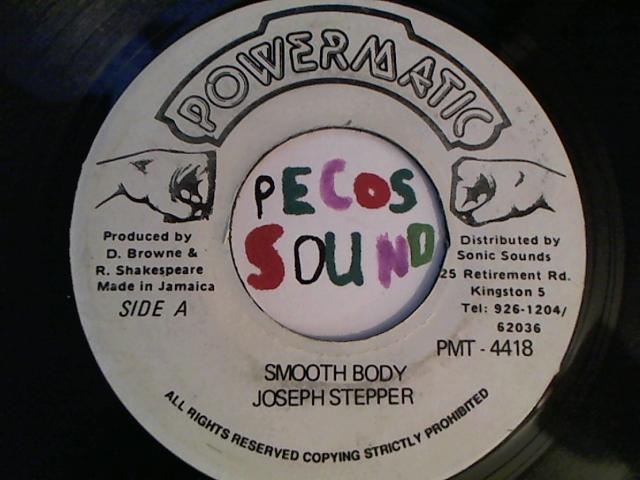 POWERMATIC
PECOS
SOUND
Produced by
D. Browne &
R. Shakespeare
Made in Jamaica
SIDE A
Distributed by
Sonic Sounds
25 Retirement Rd.
Kingston 5
Tel: 926-1204/
62036
PMT - 4418
SMOOTH BODY
JOSEPH STEPPER
ALL RIGHTS RESERVED COPYING STRICTLY PROHIBITED